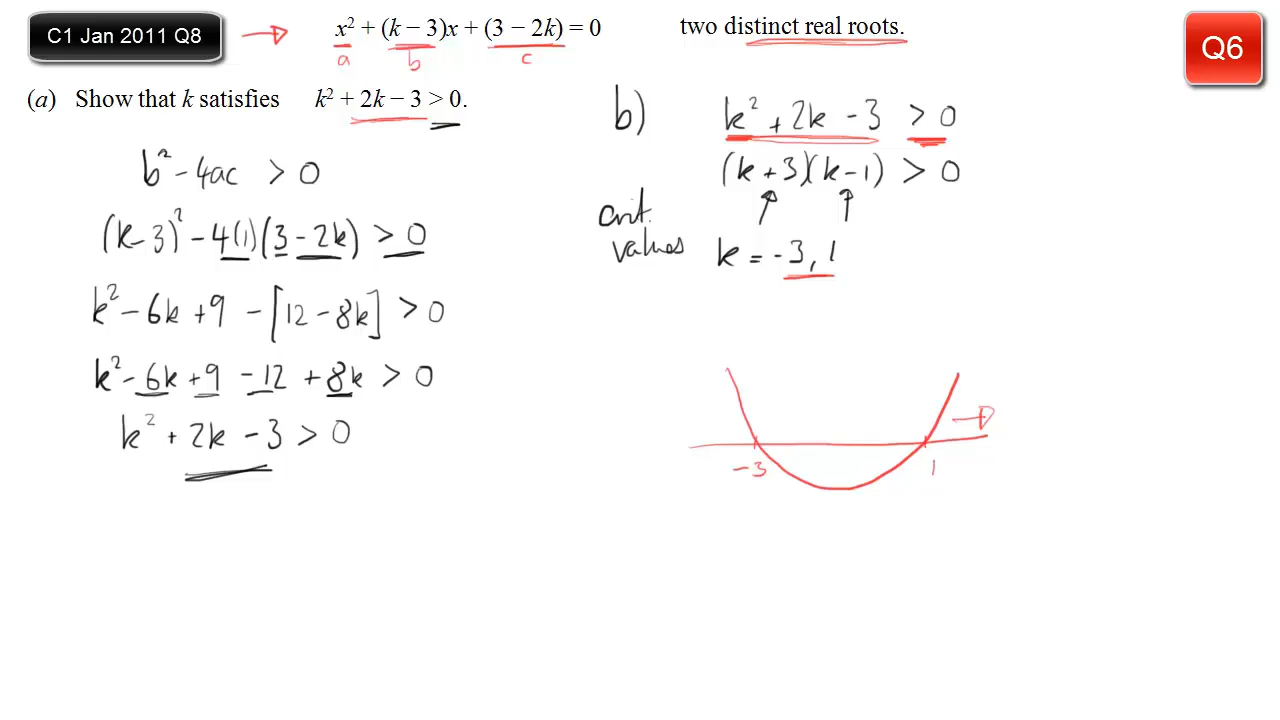 C1 Jan 2011 Q8
x² + (k − 3)x + (3 − 2k) = 0 two distinct real roots.
a b c
Q6
(a) Show that k satisfies k² + 2k − 3 > 0.
b² - 4ac > 0
(k-3)² - 4(1)(3 - 2k) > 0
k² - 6k + 9 - [12 - 8k] > 0
k² - 6k + 9 - 12 + 8k > 0
k² + 2k - 3 > 0
b) k² + 2k - 3 > 0
(k + 3)(k - 1) > 0
crit.
values k = -3, 1
-3 1